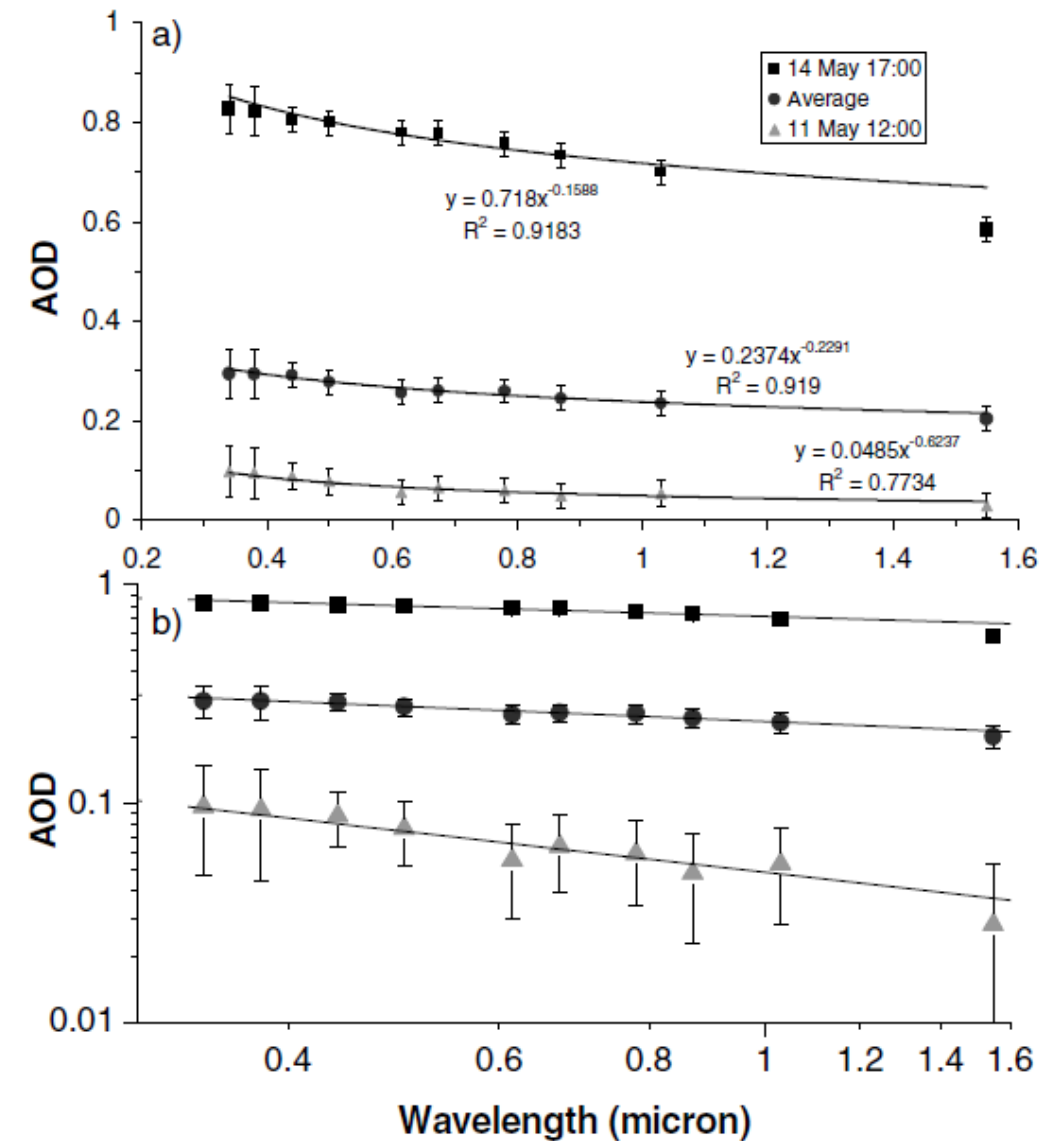 1
a)
14 May 17:00
Average
11 May 12:00
0.8
y = 0.718x^-0.1588
R^2 = 0.9183
0.6
AOD
0.4
y = 0.2374x^-0.2291
R^2 = 0.919
0.2
y = 0.0485x^-0.6237
R^2 = 0.7734
0
0.2 0.4 0.6 0.8 1 1.2 1.4 1.6
1
b)
AOD
0.1
0.01
0.4 0.6 0.8 1 1.2 1.4 1.6
Wavelength (micron)